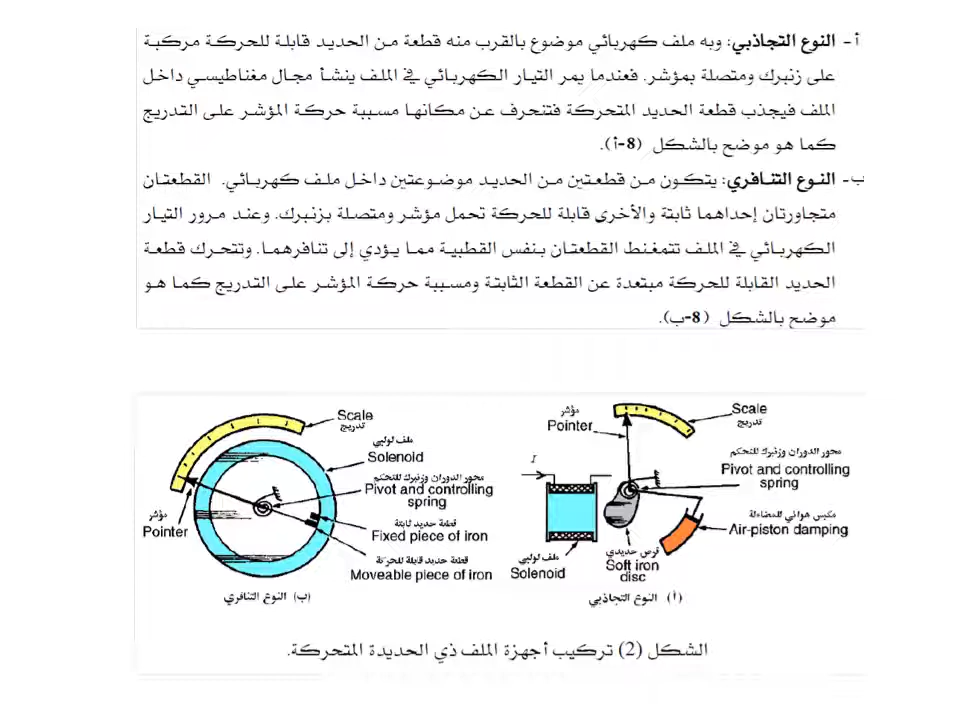 أ- النوع التجاذبي: وبه ملف كهربائي موضوع بالقرب منه قطعة من الحديد قابلة للحركة مركبة
على زنبرك ومتصلة بمؤشر. فعندما يمر التيار الكهربائي في الملف ينشأ مجال مغناطيسي داخل
الملف فيجذب قطعة الحديد المتحركة فتنحرف عن مكانها مسببة حركة المؤشر على التدريج
كما هو موضح بالشكل (8-أ).
ب- النوع التنافري: يتكون من قطعتين من الحديد موضوعتين داخل ملف كهربائي. القطعتان
متجاورتان إحداهما ثابتة والأخرى قابلة للحركة تحمل مؤشر ومتصلة بزنبرك. وعند مرور التيار
الكهربائي في الملف تتمغنط القطعتان بنفس القطبية مما يؤدي إلى تنافرهما. وتتحرك قطعة
الحديد القابلة للحركة مبتعدة عن القطعة الثابتة ومسببة حركة المؤشر على التدريج كما هو
موضح بالشكل (8-ب).
Scale
تدريج
مؤشر
Pointer
محور الدوران وزنبرك للتحكم
Pivot and controlling
spring
I
مكبس هوائي للمضاءلة
Air-piston damping
ملف لولبي
Solenoid
قرص حديدي
Soft iron
disc
(أ) النوع التجاذبي
Scale
تدريج
ملف لولبي
Solenoid
محور الدوران وزنبرك للتحكم
Pivot and controlling
spring
مؤشر
Pointer
قطعة حديد ثابتة
Fixed piece of iron
قطعة حديد قابلة للحركة
Moveable piece of iron
(ب) النوع التنافري
الشكل (2) تركيب أجهزة الملف ذي الحديدة المتحركة.